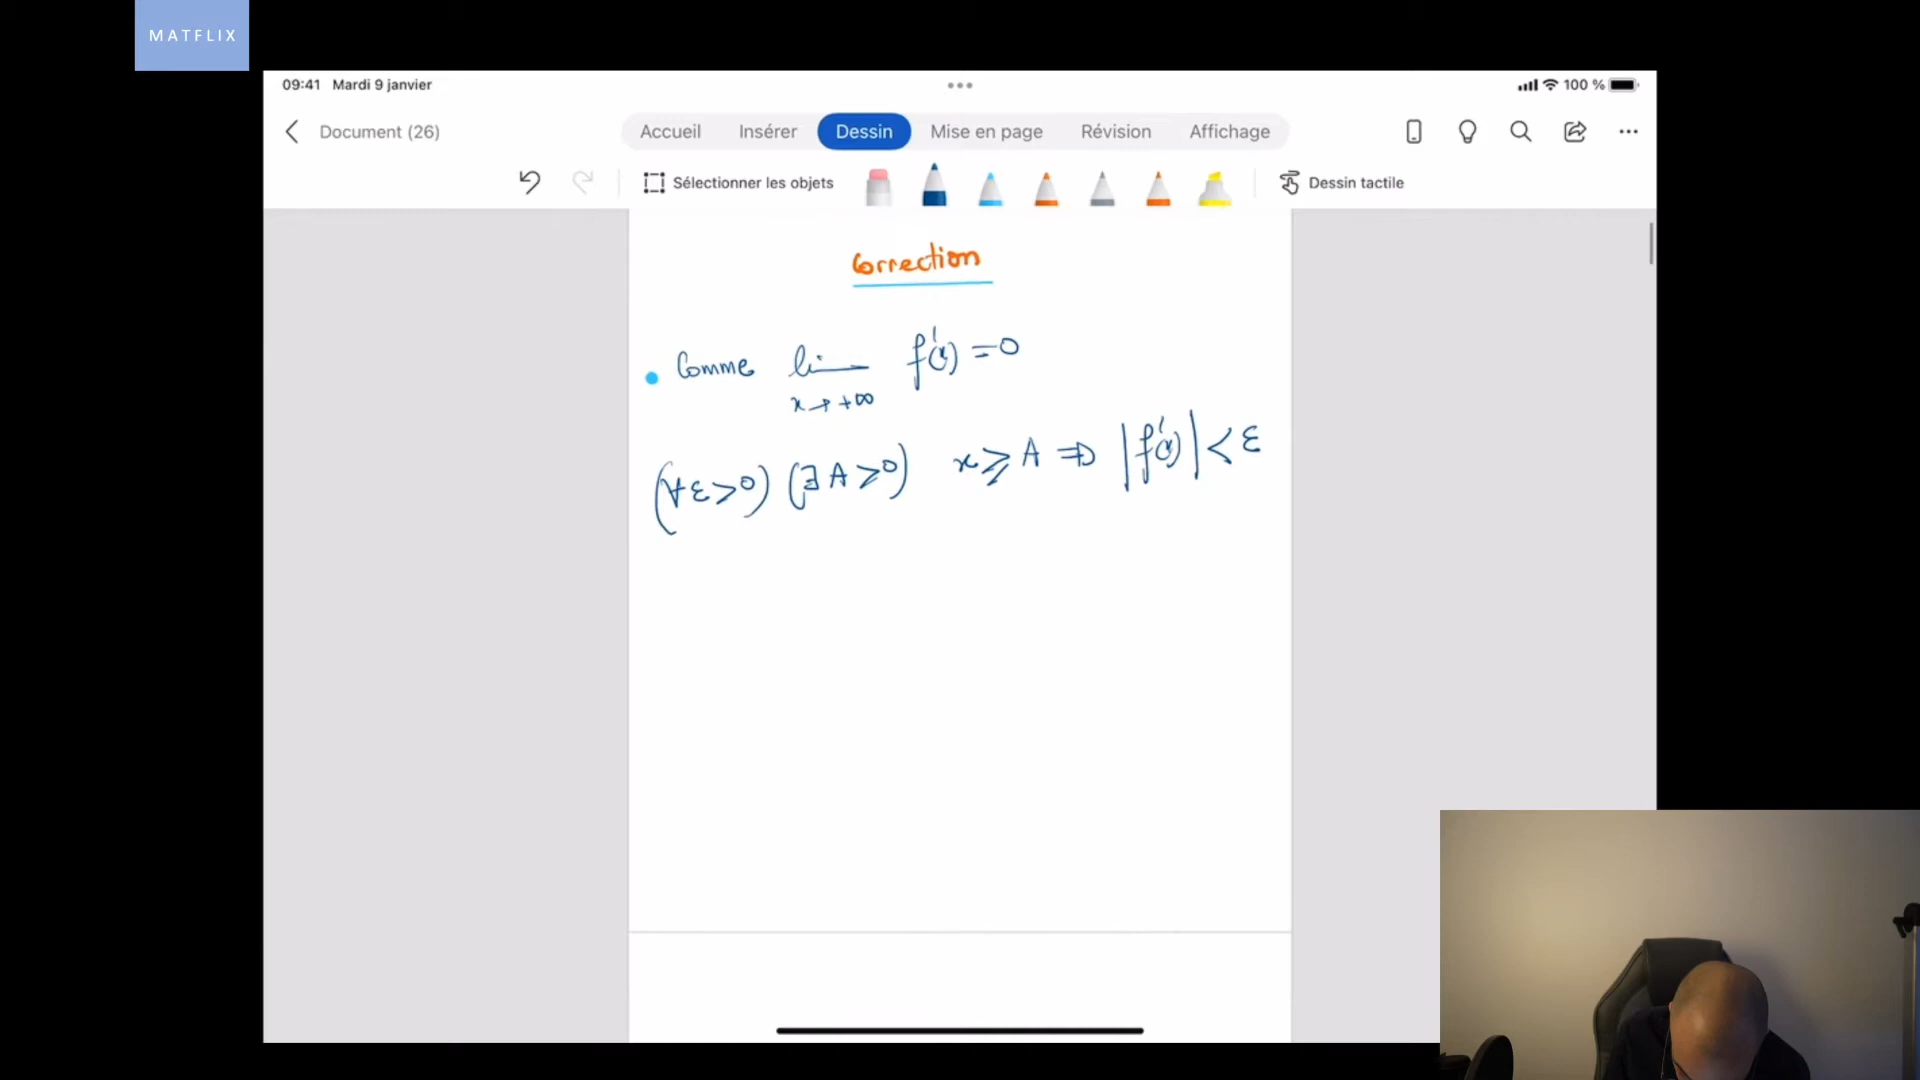 MATFLIX
09:41 Mardi 9 janvier 100 %
Document (26) Accueil Insérer Dessin Mise en page Révision Affichage
Sélectionner les objets Dessin tactile
Correction
• Comme lim f'(x) = 0
x→+∞
(∀ε>0) (∃A≥0) x ≥ A ⇒ |f'(x)| < ε